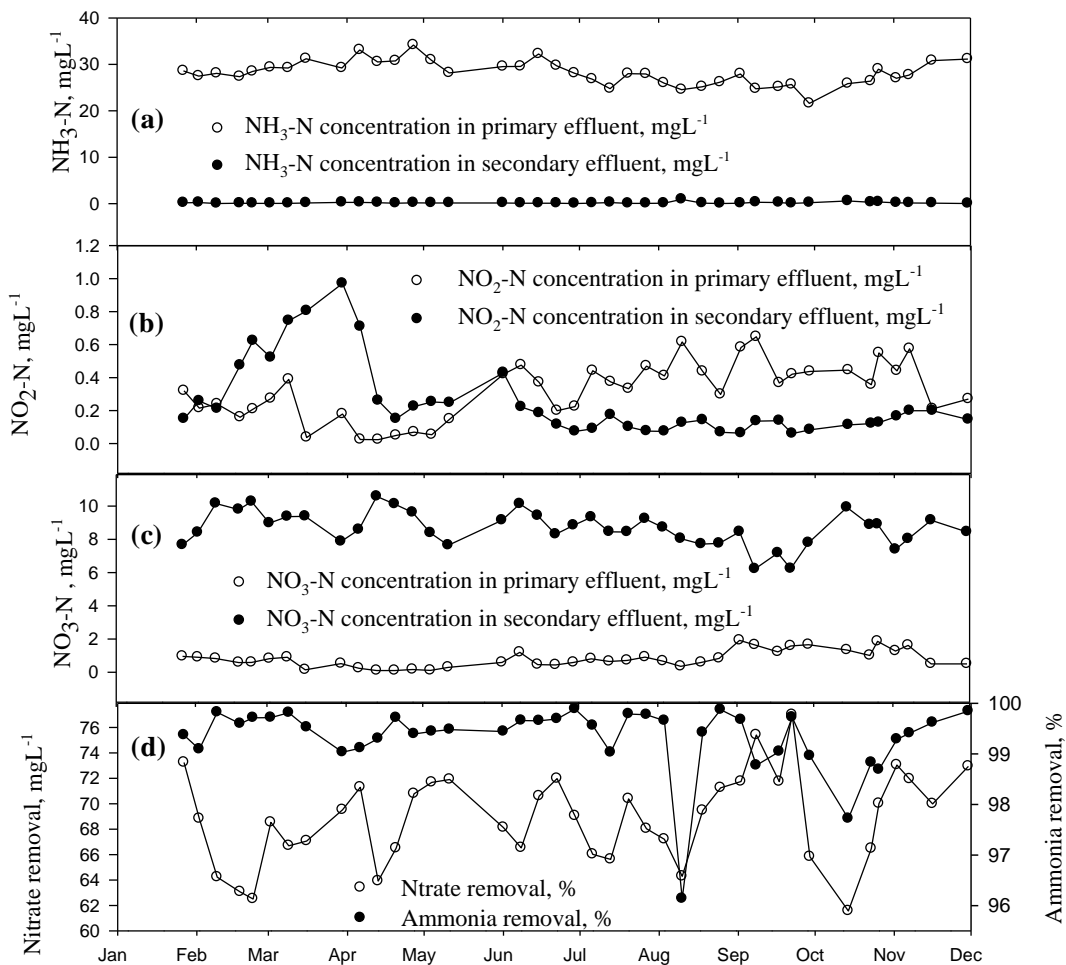 40
30
20
10
0
NH3-N, mgL-1
(a)
NH3-N concentration in primary effluent, mgL-1
NH3-N concentration in secondary effluent, mgL-1
1.2
1.0
0.8
0.6
0.4
0.2
0.0
NO2-N, mgL-1
(b)
NO2-N concentration in primary effluent, mgL-1
NO2-N concentration in secondary effluent, mgL-1
10
8
6
4
2
0
NO3-N , mgL-1
(c)
NO3-N concentration in primary effluent, mgL-1
NO3-N concentration in secondary effluent, mgL-1
76
74
72
70
68
66
64
62
60
Nitrate removal, mgL-1
(d)
Ntrate removal, %
Ammonia removal, %
100
99
98
97
96
Ammonia removal, %
Jan Feb Mar Apr May Jun Jul Aug Sep Oct Nov Dec